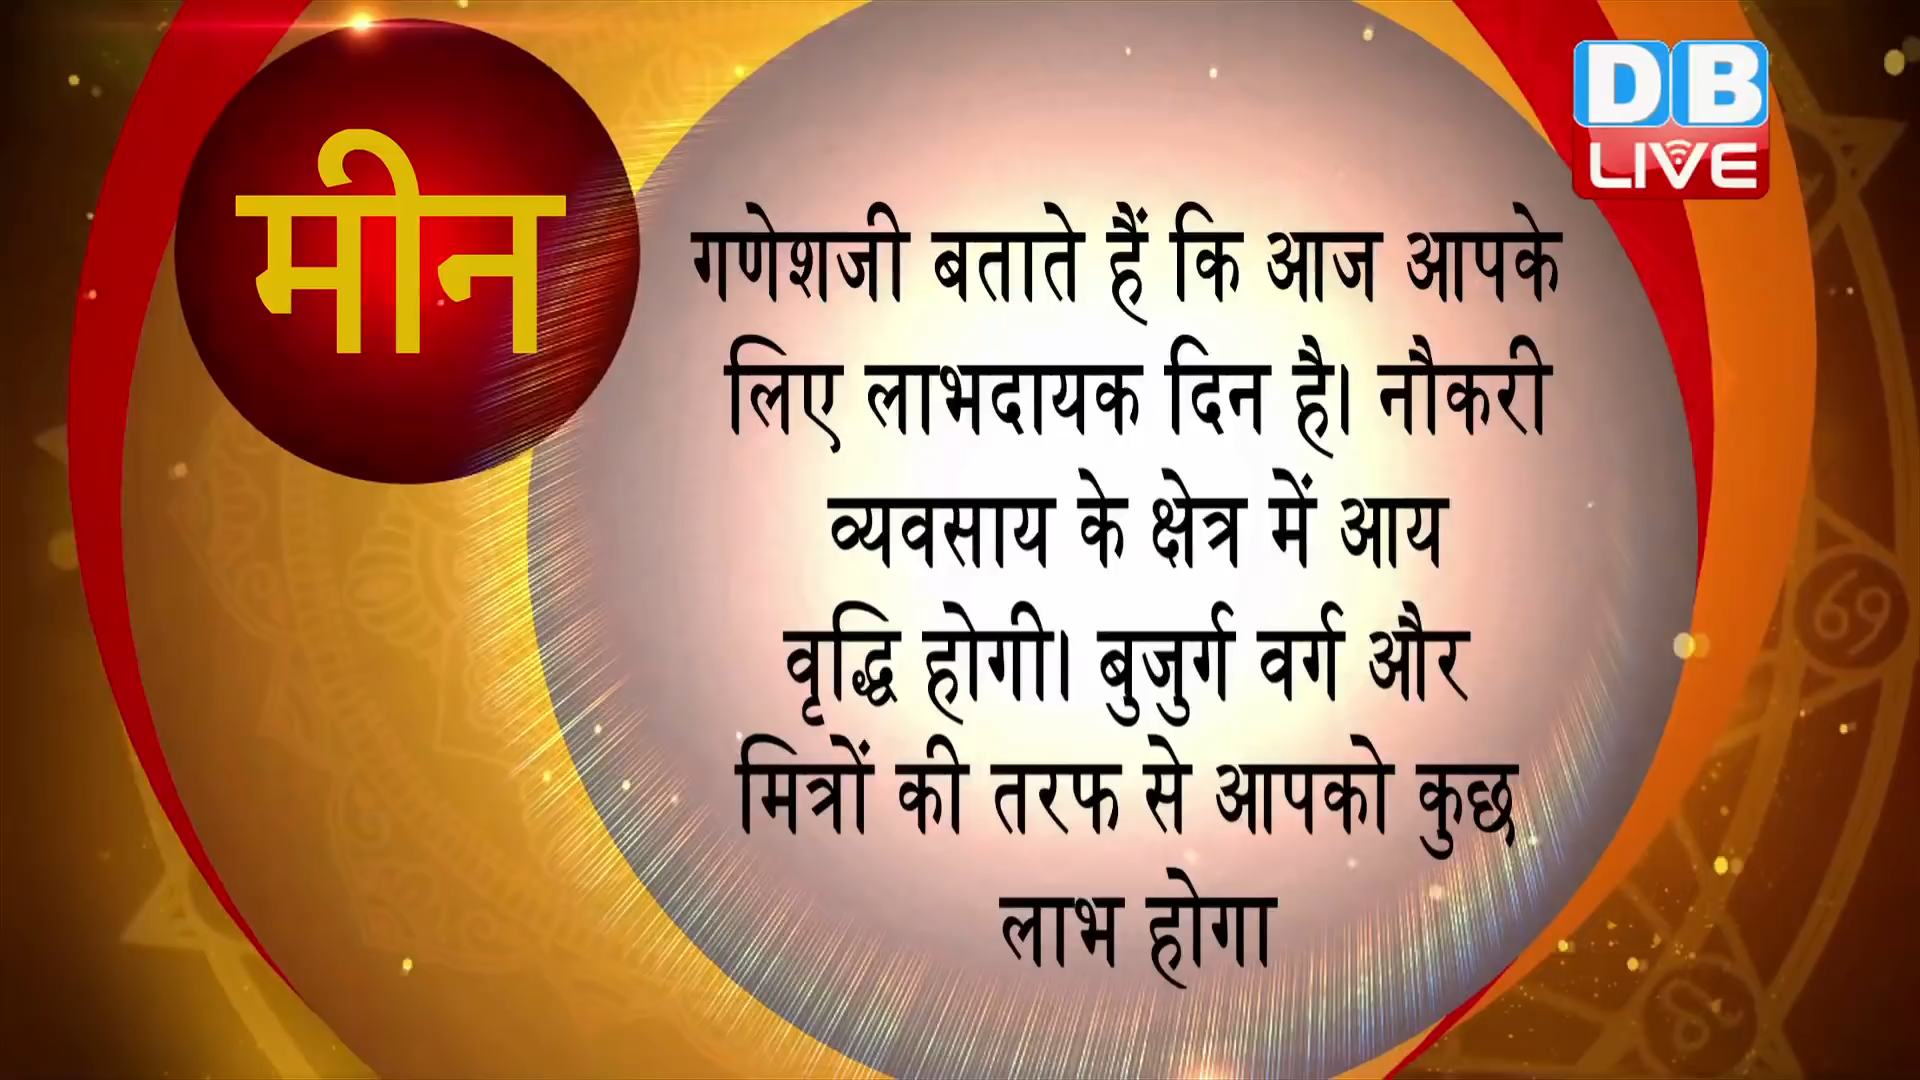 मीन
DB
LIVE
गणेशजी बताते हैं कि आज आपके
लिए लाभदायक दिन है। नौकरी
व्यवसाय के क्षेत्र में आय
वृद्धि होगी। बुजुर्ग वर्ग और
मित्रों की तरफ से आपको कुछ
लाभ होगा